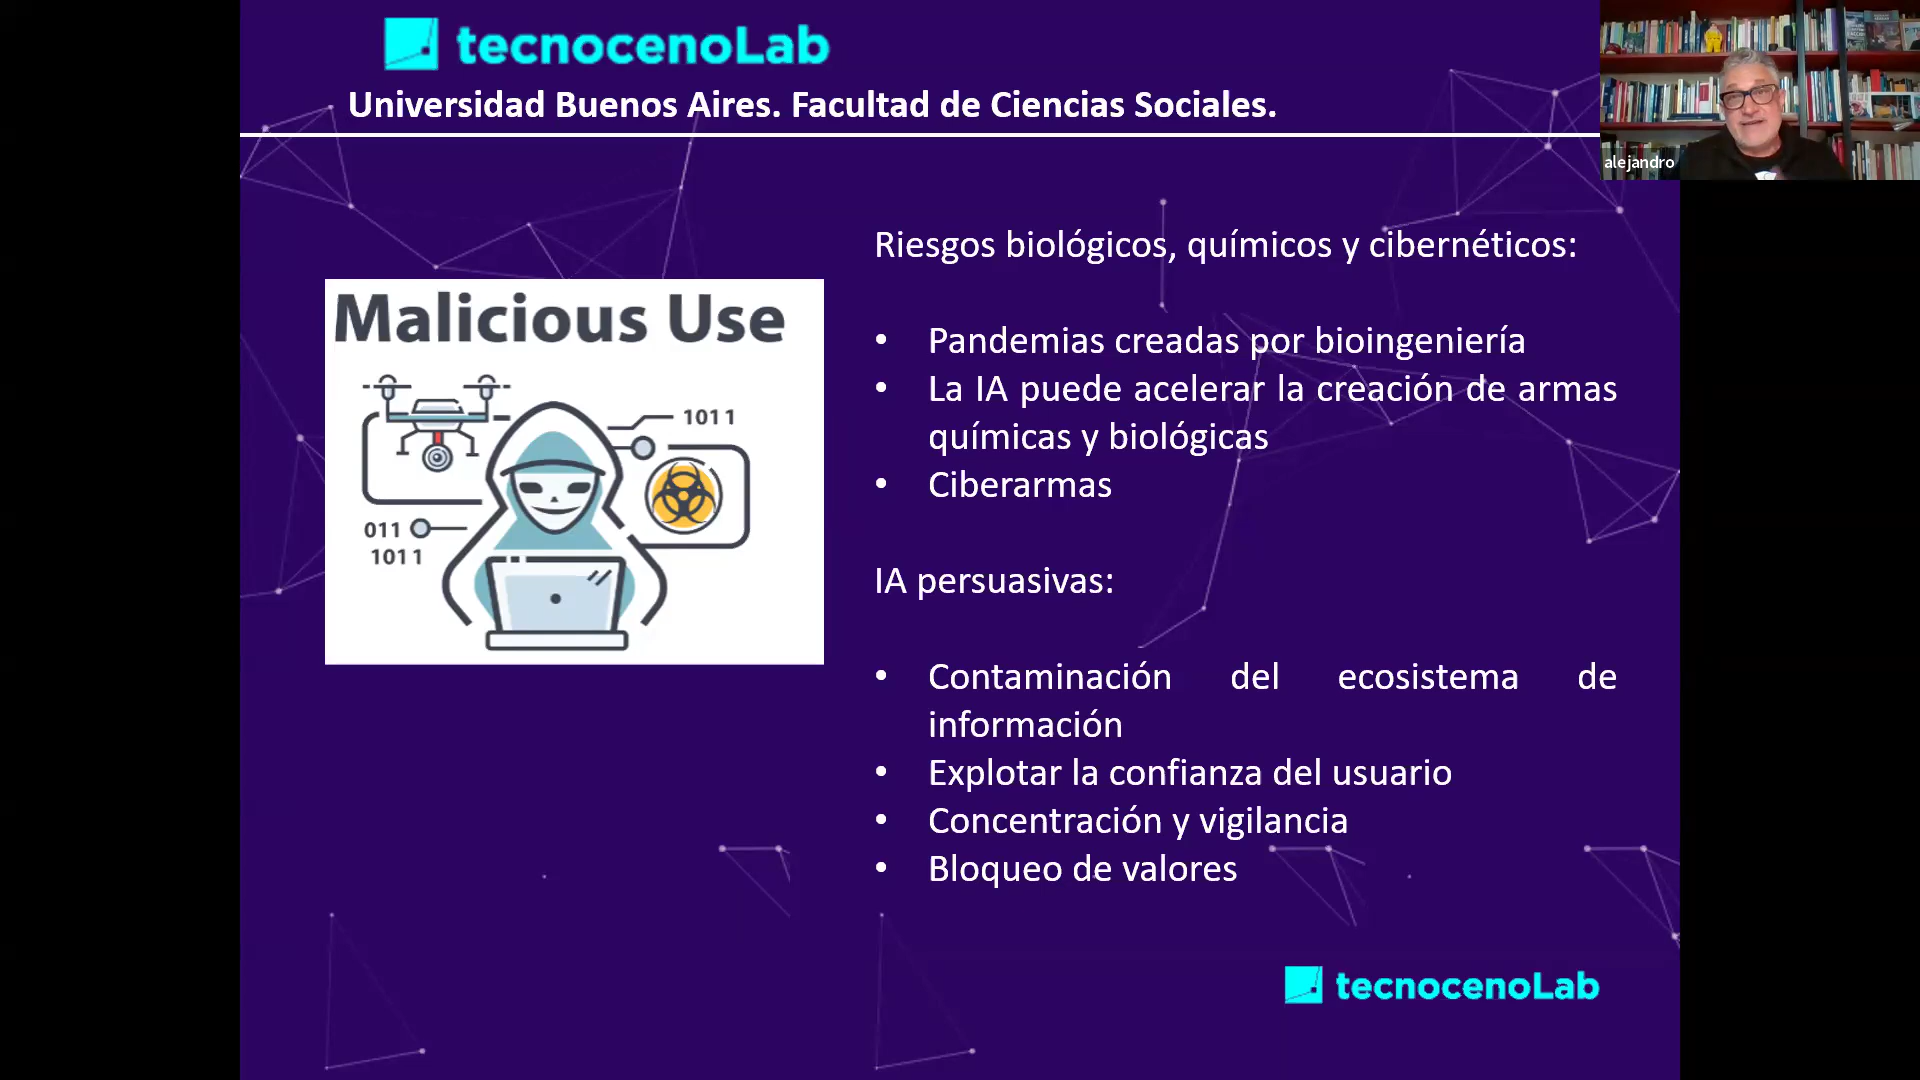 tecnocenoLab
Universidad Buenos Aires. Facultad de Ciencias Sociales.
alejandro
Malicious Use
1011
011
1011
Riesgos biológicos, químicos y cibernéticos:
• Pandemias creadas por bioingeniería
• La IA puede acelerar la creación de armas
químicas y biológicas
• Ciberarmas
IA persuasivas:
• Contaminación del ecosistema de
información
• Explotar la confianza del usuario
• Concentración y vigilancia
• Bloqueo de valores
tecnocenoLab